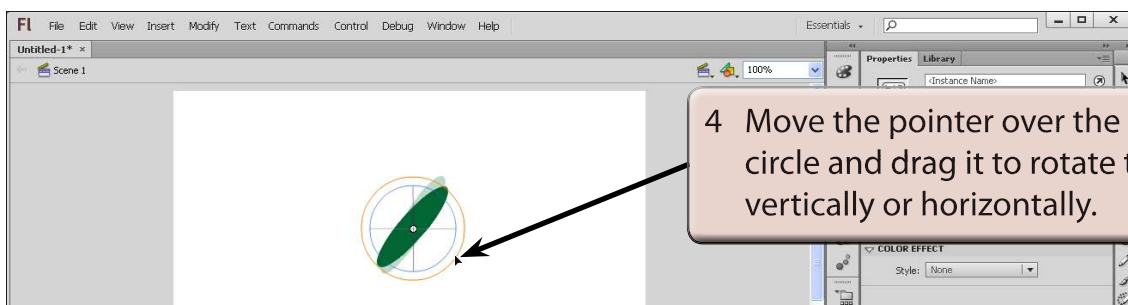 Fl File Edit View Insert Modify Text Commands Control Debug Window Help Essentials
Untitled-1* ×
Properties Library
Scene 1 100%
<Instance Name>
4 Move the pointer over the
circle and drag it to rotate
vertically or horizontally.
COLOR EFFECT
Style: None